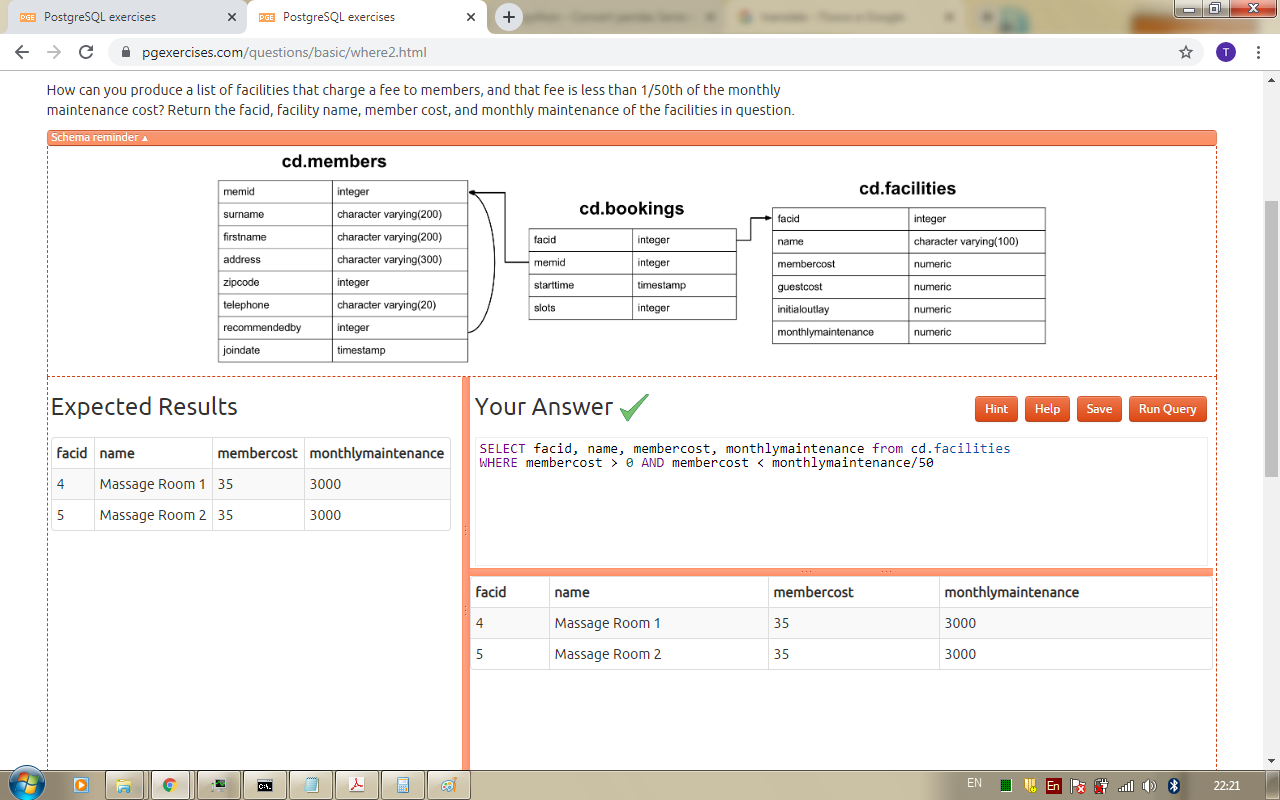 PGE PostgreSQL exercises
PGE PostgreSQL exercises
pgexercises.com/questions/basic/where2.html
T
How can you produce a list of facilities that charge a fee to members, and that fee is less than 1/50th of the monthly
maintenance cost? Return the facid, facility name, member cost, and monthly maintenance of the facilities in question.
Schema reminder ▲
cd.members
memid integer
surname character varying(200)
firstname character varying(200)
address character varying(300)
zipcode integer
telephone character varying(20)
recommendedby integer
joindate timestamp
cd.bookings
facid integer
memid integer
starttime timestamp
slots integer
cd.facilities
facid integer
name character varying(100)
membercost numeric
guestcost numeric
initialoutlay numeric
monthlymaintenance numeric
Expected Results
facid name membercost monthlymaintenance
4 Massage Room 1 35 3000
5 Massage Room 2 35 3000
Your Answer
Hint Help Save Run Query
SELECT facid, name, membercost, monthlymaintenance from cd.facilities
WHERE membercost > 0 AND membercost < monthlymaintenance/50
facid name membercost monthlymaintenance
4 Massage Room 1 35 3000
5 Massage Room 2 35 3000
C:\.
EN
En
22:21